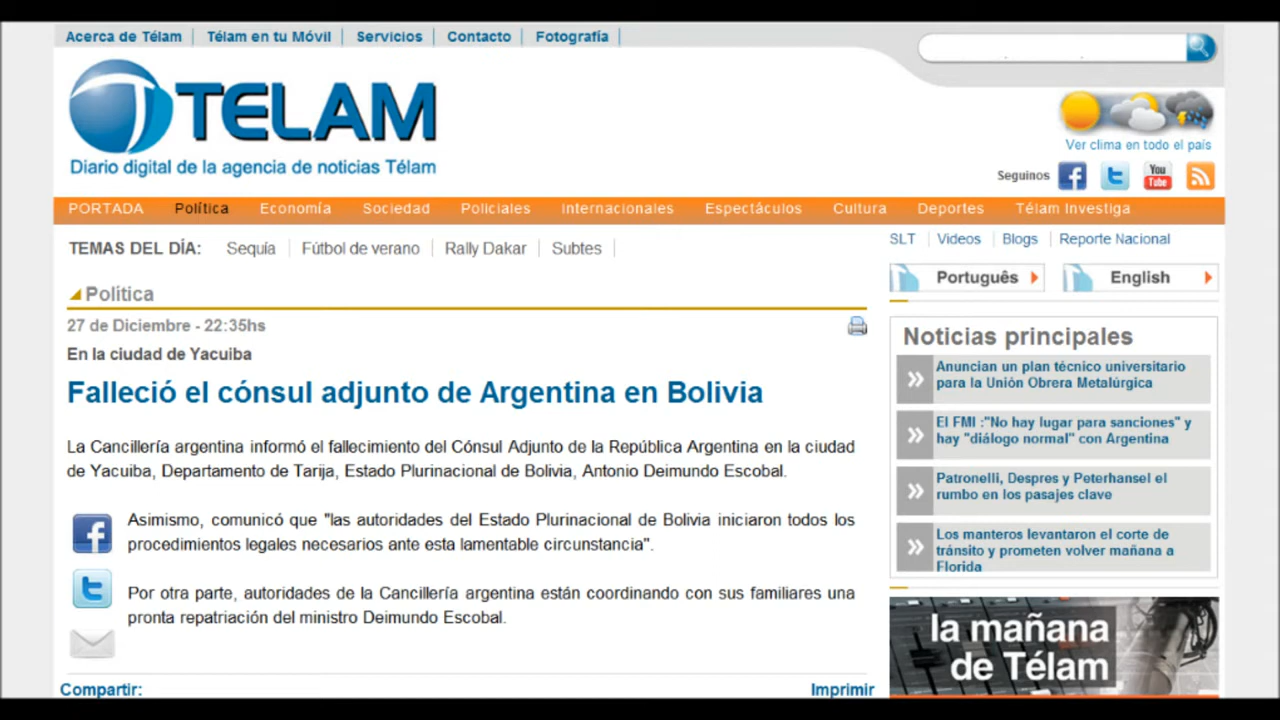 Acerca de Télam
Télam en tu Móvil
Servicios
Contacto
Fotografía
TELAM
Diario digital de la agencia de noticias Télam
Ver clima en todo el país
Seguinos
You
Tube
PORTADA
Política
Economía
Sociedad
Policiales
Internacionales
Espectáculos
Cultura
Deportes
Télam Investiga
TEMAS DEL DÍA:
Sequía
Fútbol de verano
Rally Dakar
Subtes
SLT
Videos
Blogs
Reporte Nacional
Português
English
Política
27 de Diciembre - 22:35hs
En la ciudad de Yacuiba
Falleció el cónsul adjunto de Argentina en Bolivia
La Cancillería argentina informó el fallecimiento del Cónsul Adjunto de la República Argentina en la ciudad
de Yacuiba, Departamento de Tarija, Estado Plurinacional de Bolivia, Antonio Deimundo Escobal.
Asimismo, comunicó que "las autoridades del Estado Plurinacional de Bolivia iniciaron todos los
procedimientos legales necesarios ante esta lamentable circunstancia".
Por otra parte, autoridades de la Cancillería argentina están coordinando con sus familiares una
pronta repatriación del ministro Deimundo Escobal.
Compartir:
Imprimir
Noticias principales
Anuncian un plan técnico universitario
para la Unión Obrera Metalúrgica
El FMI :"No hay lugar para sanciones" y
hay "diálogo normal" con Argentina
Patronelli, Despres y Peterhansel el
rumbo en los pasajes clave
Los manteros levantaron el corte de
tránsito y prometen volver mañana a
Florida
la mañana
de Télam